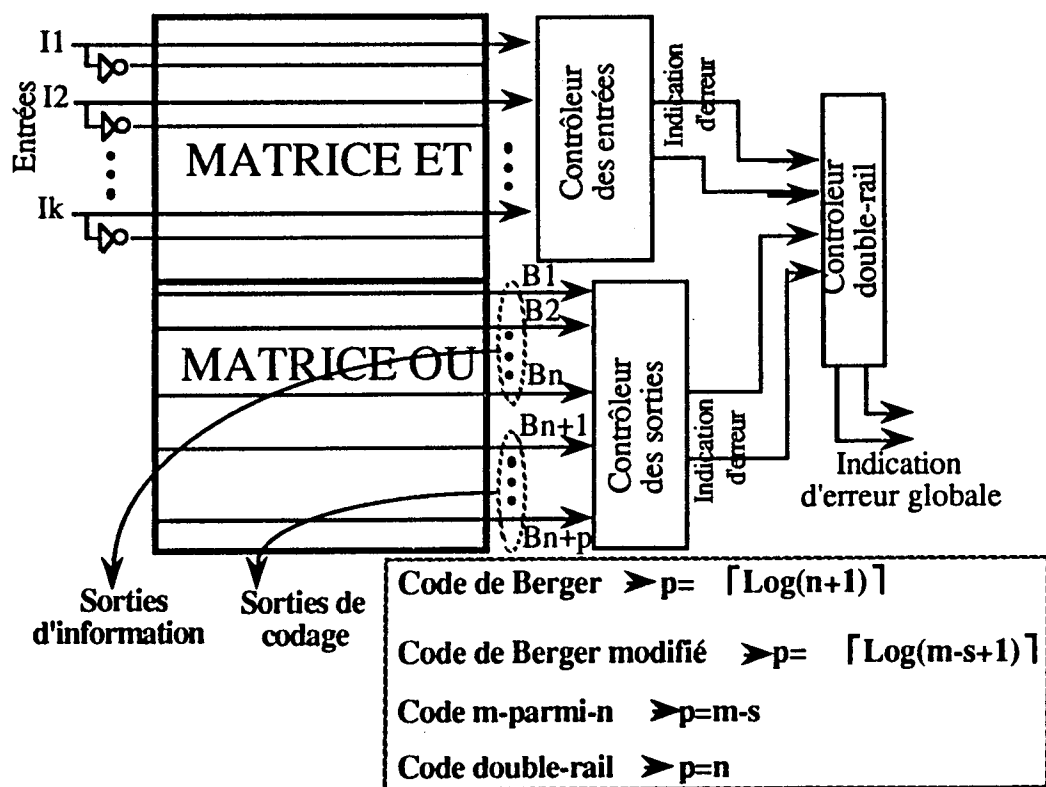 I1
I2
Ik
Entrées
MATRICE ET
Contrôleur
des entrées
Indication
d'erreur
Controleur
double-rail
B1
B2
Bn
Bn+1
Bn+p
MATRICE OU
Contrôleur
des sorties
Indication
d'erreur
Indication
d'erreur globale
Sorties
d'information
Sorties de
codage
Code de Berger p= ⌈Log(n+1)⌉
Code de Berger modifié p= ⌈Log(m-s+1)⌉
Code m-parmi-n p=m-s
Code double-rail p=n